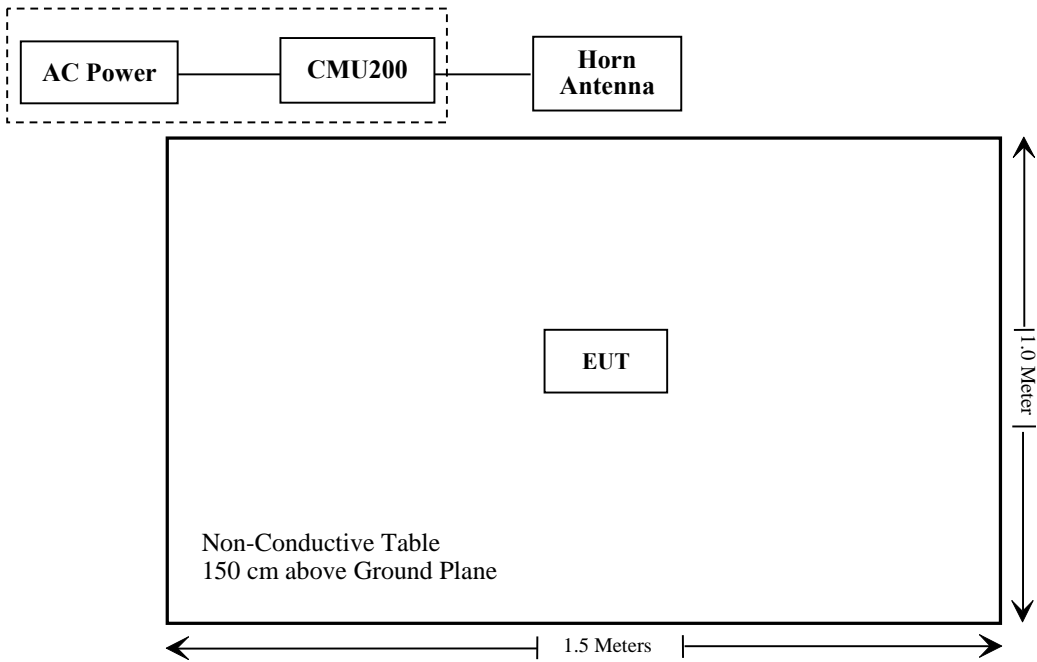 AC Power
CMU200
Horn
Antenna
EUT
1.0 Meter
Non-Conductive Table
150 cm above Ground Plane
1.5 Meters